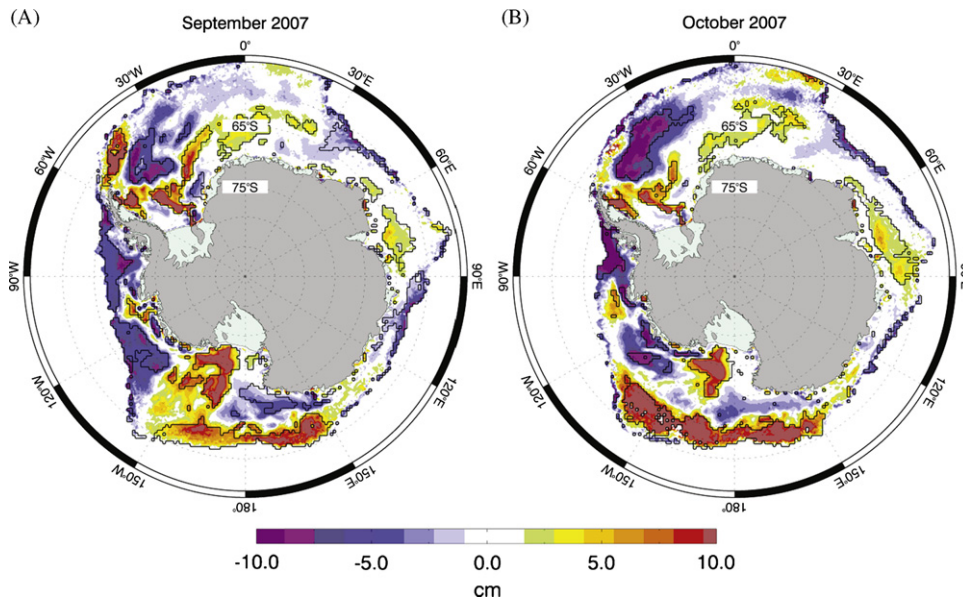 (A)
September 2007
0°
30°W
30°E
60°W
65°S
60°E
75°S
90°W
90°E
120°W
120°E
150°W
150°E
180°
(B)
October 2007
0°
30°W
30°E
60°W
65°S
60°E
75°S
90°W
90°E
120°W
120°E
150°W
150°E
180°
-10.0 -5.0 0.0 5.0 10.0
cm